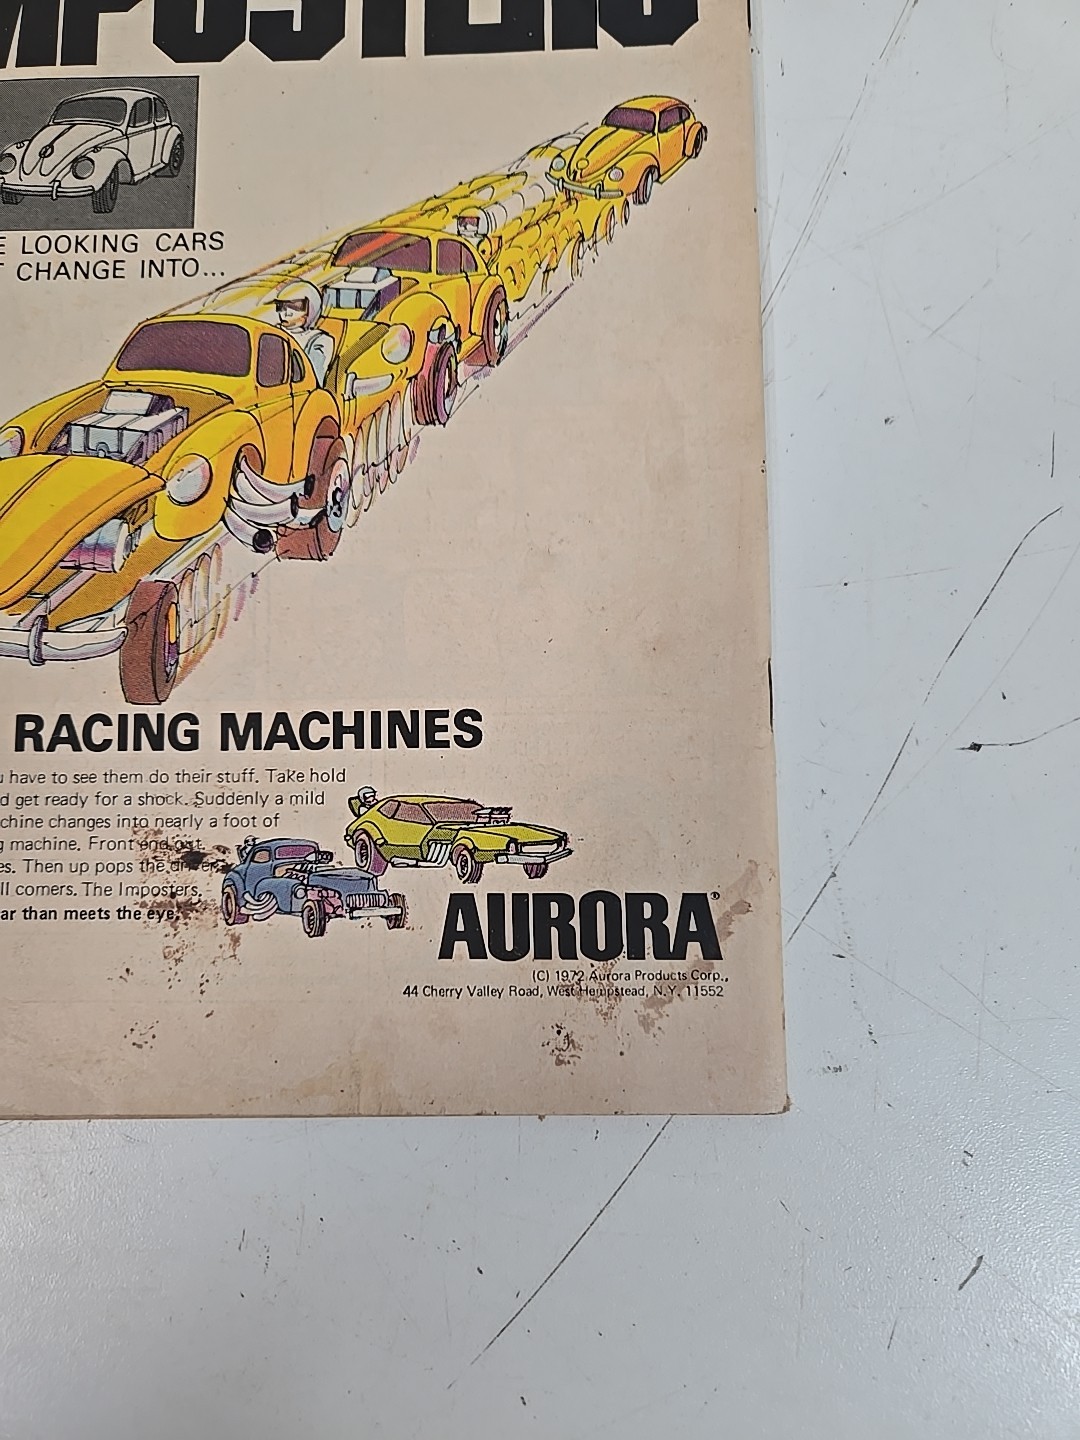 IMPOSTERS
LOOKING CARS
CHANGE INTO...
RACING MACHINES
have to see them do their stuff. Take hold
get ready for a shock. Suddenly a mild
changes into nearly a foot of
machine. Front end out.
Then up pops the driver.
corners. The Imposters.
than meets the eye.
AURORA®
(C) 1972 Aurora Products Corp.,
44 Cherry Valley Road, West Hempstead, N.Y. 11552